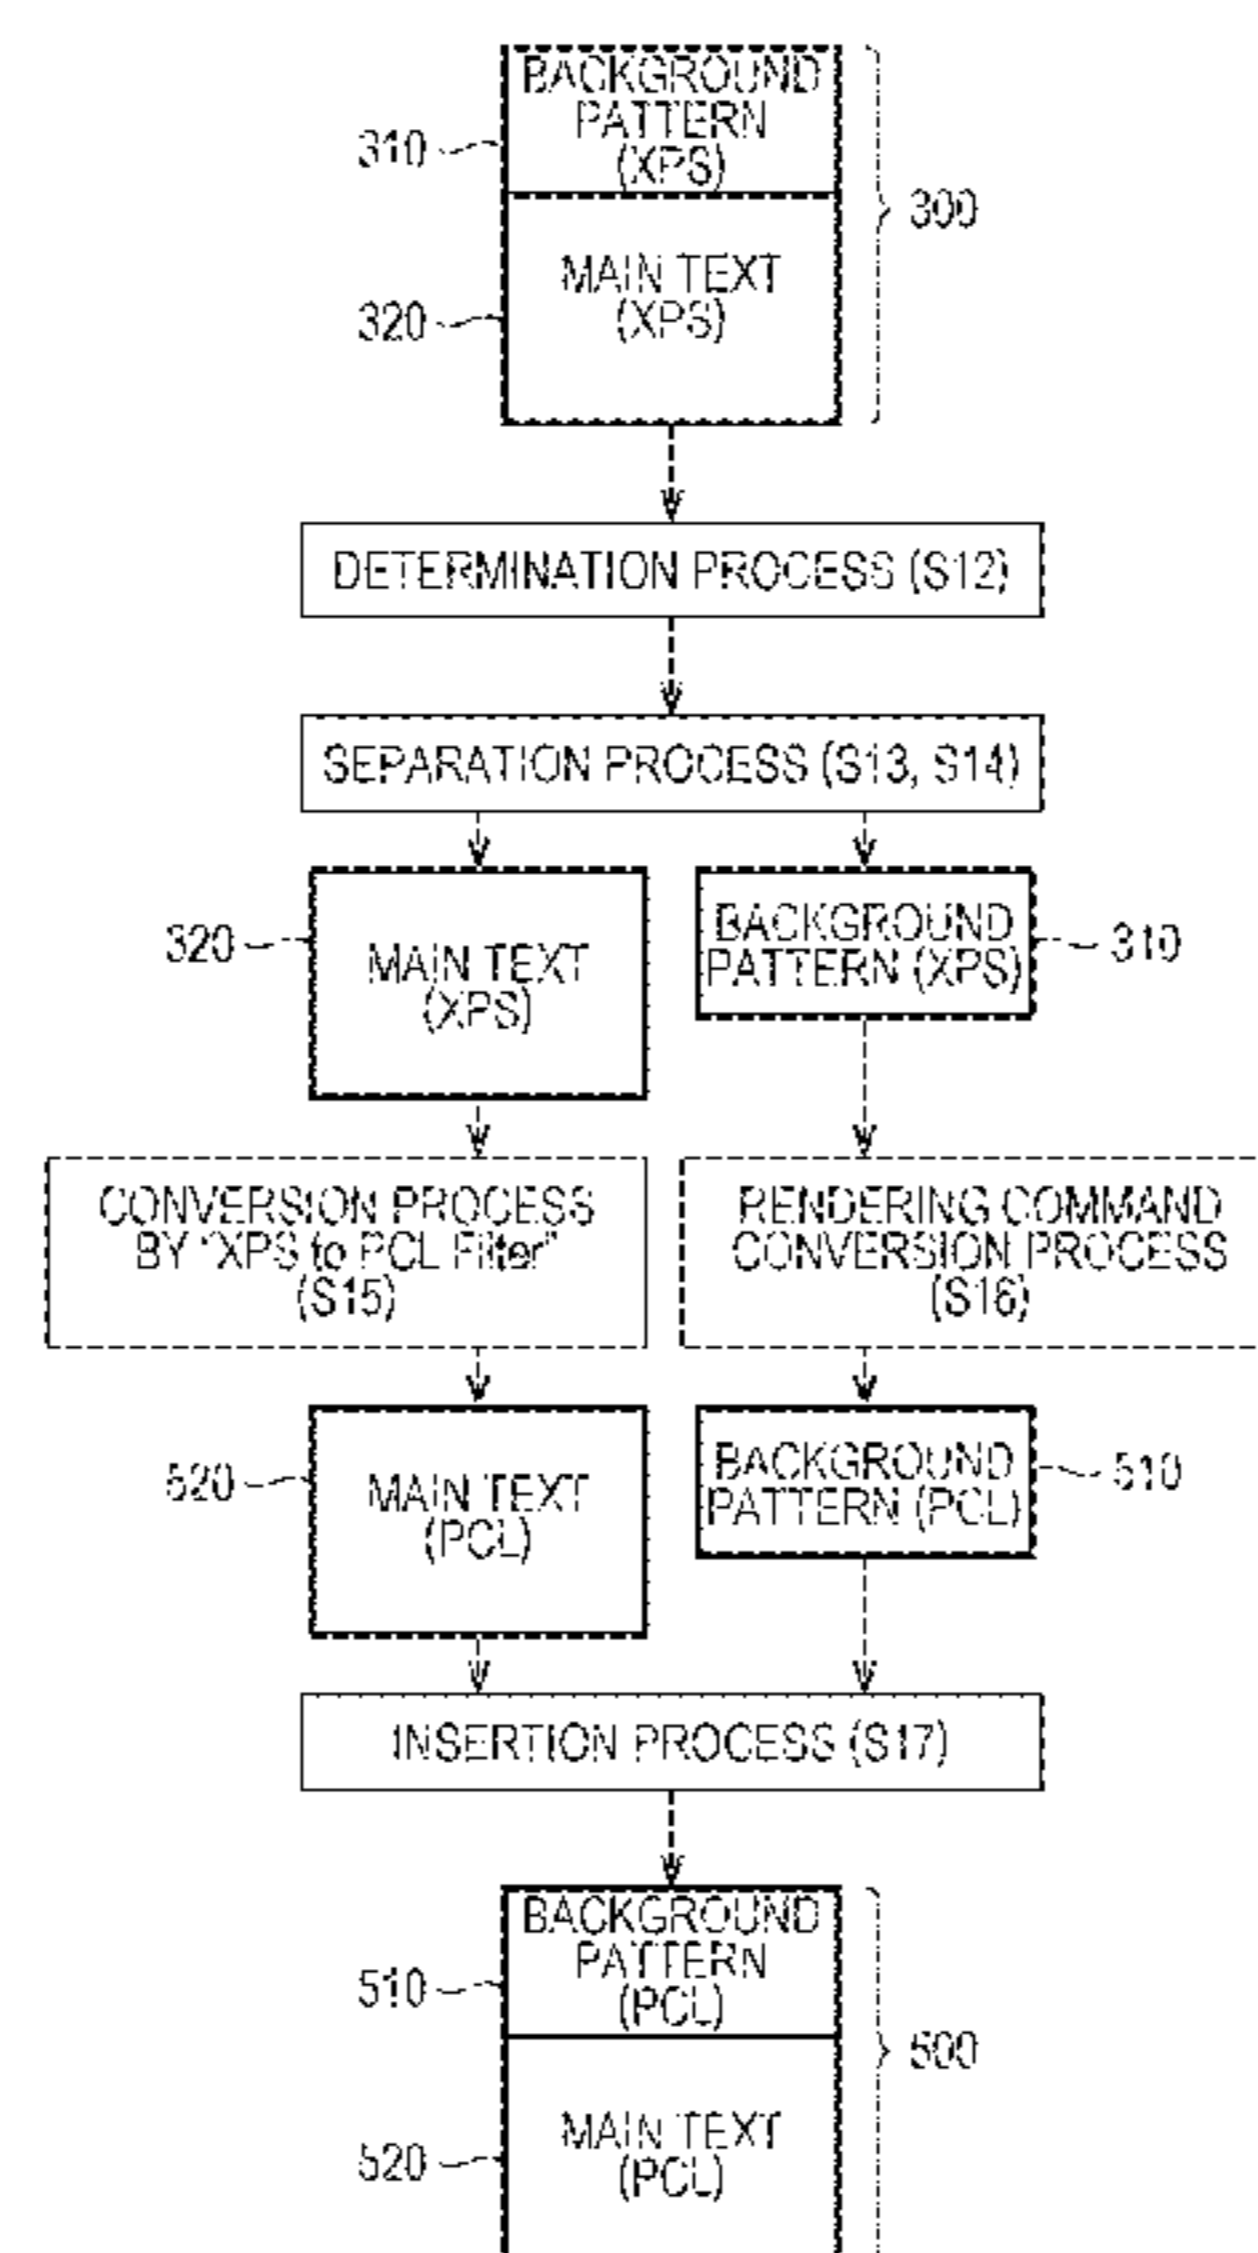 BACKGROUND
PATTERN
(XPS)
310
300
MAIN TEXT
(XPS)
320
DETERMINATION PROCESS (S12)
SEPARATION PROCESS (S13, S14)
320
MAIN TEXT
(XPS)
BACKGROUND
PATTERN (XPS)
310
CONVERSION PROCESS
BY "XPS to PCL Filter"
(S15)
RENDERING COMMAND
CONVERSION PROCESS
(S16)
520
MAIN TEXT
(PCL)
BACKGROUND
PATTERN (PCL)
510
INSERTION PROCESS (S17)
BACKGROUND
PATTERN
(PCL)
510
500
MAIN TEXT
(PCL)
520